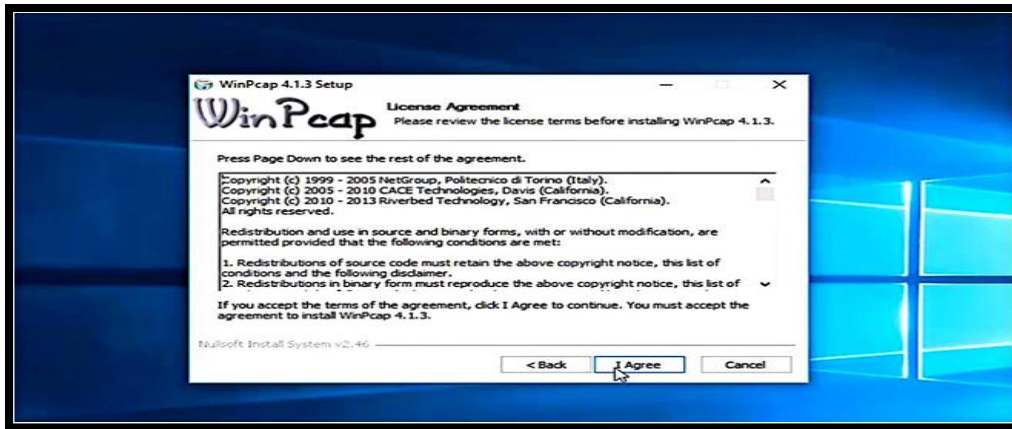 WinPcap 4.1.3 Setup
WinPcap
License Agreement
Please review the license terms before installing WinPcap 4.1.3.
Press Page Down to see the rest of the agreement.
Copyright (c) 1999 - 2005 NetGroup, Politecnico di Torino (Italy).
Copyright (c) 2005 - 2010 CACE Technologies, Davis (California).
Copyright (c) 2010 - 2013 Riverbed Technology, San Francisco (California).
All rights reserved.
Redistribution and use in source and binary forms, with or without modification, are
permitted provided that the following conditions are met:
1. Redistributions of source code must retain the above copyright notice, this list of
conditions and the following disclaimer.
2. Redistributions in binary form must reproduce the above copyright notice, this list of
If you accept the terms of the agreement, click I Agree to continue. You must accept the
agreement to install WinPcap 4.1.3.
Nullsoft Install System v2.46
< Back
I Agree
Cancel